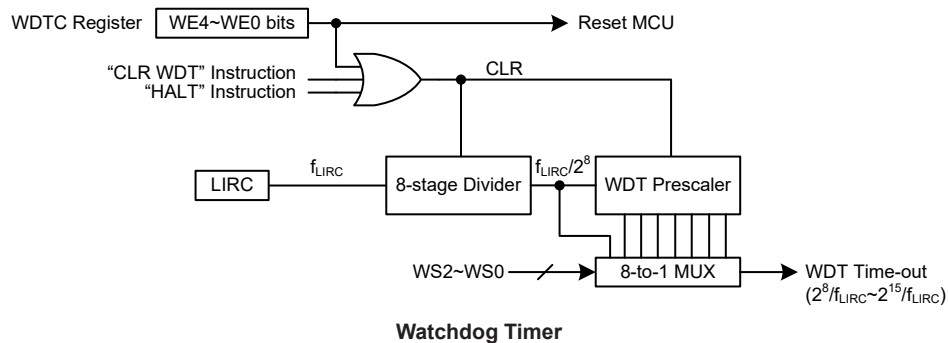 WDTC Register WE4~WE0 bits Reset MCU
CLR
“CLR WDT” Instruction
“HALT” Instruction
fLIRC fLIRC/2⁸
LIRC 8-stage Divider WDT Prescaler
WS2~WS0 8-to-1 MUX WDT Time-out
(2⁸/fLIRC~2¹⁵/fLIRC)
Watchdog Timer